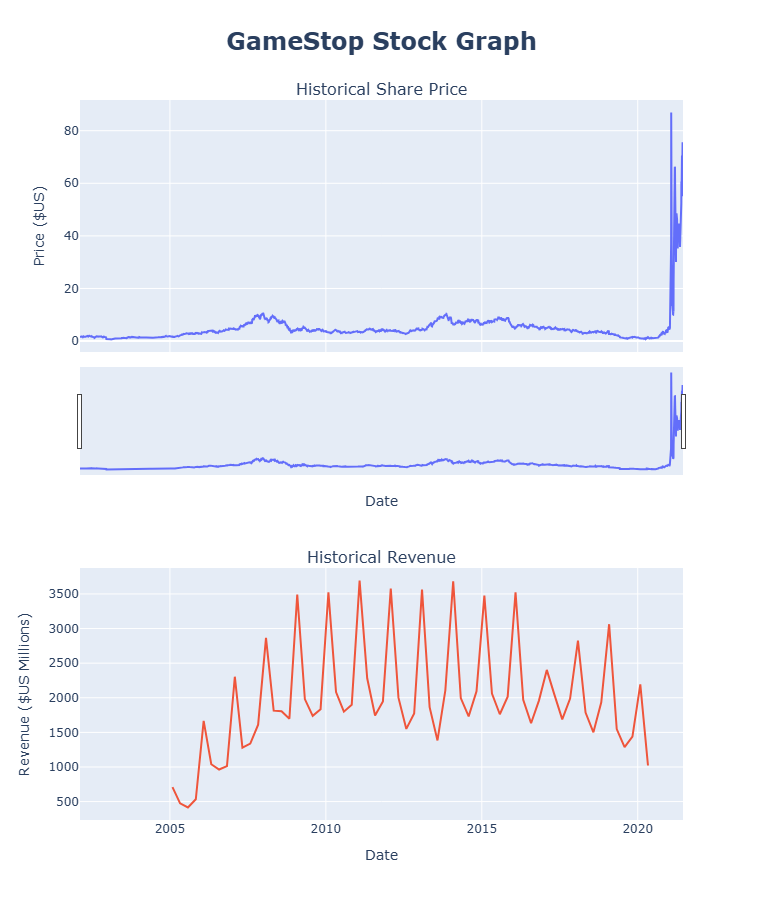 GameStop Stock Graph
Historical Share Price
80
60
40
20
0
Price ($US)
Date
Historical Revenue
3500
3000
2500
2000
1500
1000
500
Revenue ($US Millions)
2005 2010 2015 2020
Date